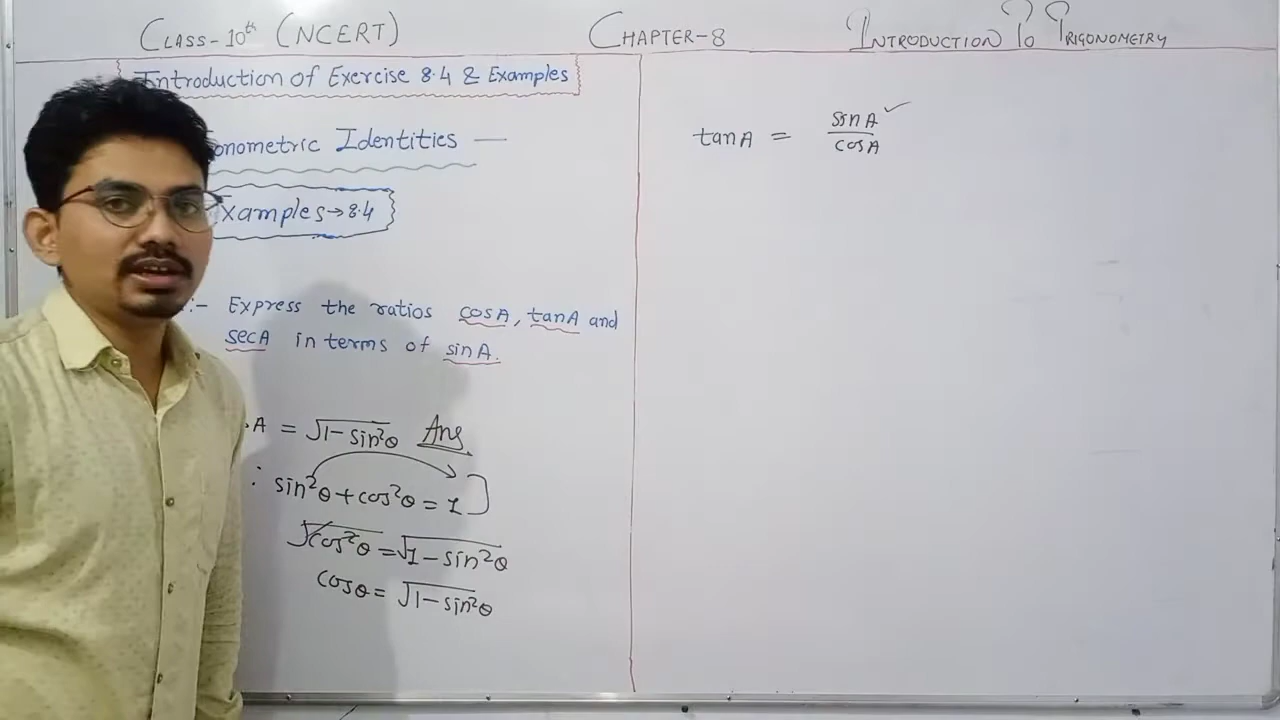 CLASS-10th (NCERT) CHAPTER-8 INTRODUCTION TO TRIGONOMETRY
Introduction of Exercise 8.4 & Examples
onometric Identities —
Examples→8.4
:- Express the ratios cosA, tanA and
secA in terms of sinA.
A = √1-sin²θ Ans
∵ sin²θ+cos²θ=1
√cos²θ=√1-sin²θ
cosθ=√1-sin²θ
tanA = sinA ✓
cosA